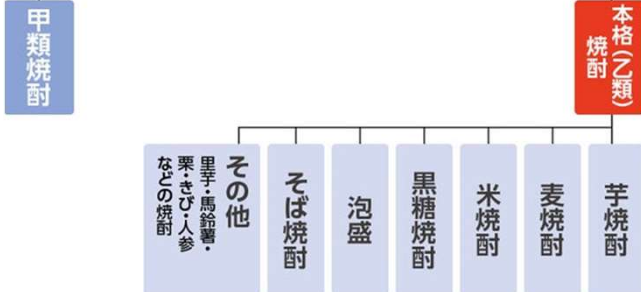 本格(乙類)
焼酎
甲類焼酎
芋焼酎
麦焼酎
米焼酎
黒糖焼酎
泡盛
そば焼酎
その他
里芋・馬鈴薯・
栗・きび・人参
などの焼酎